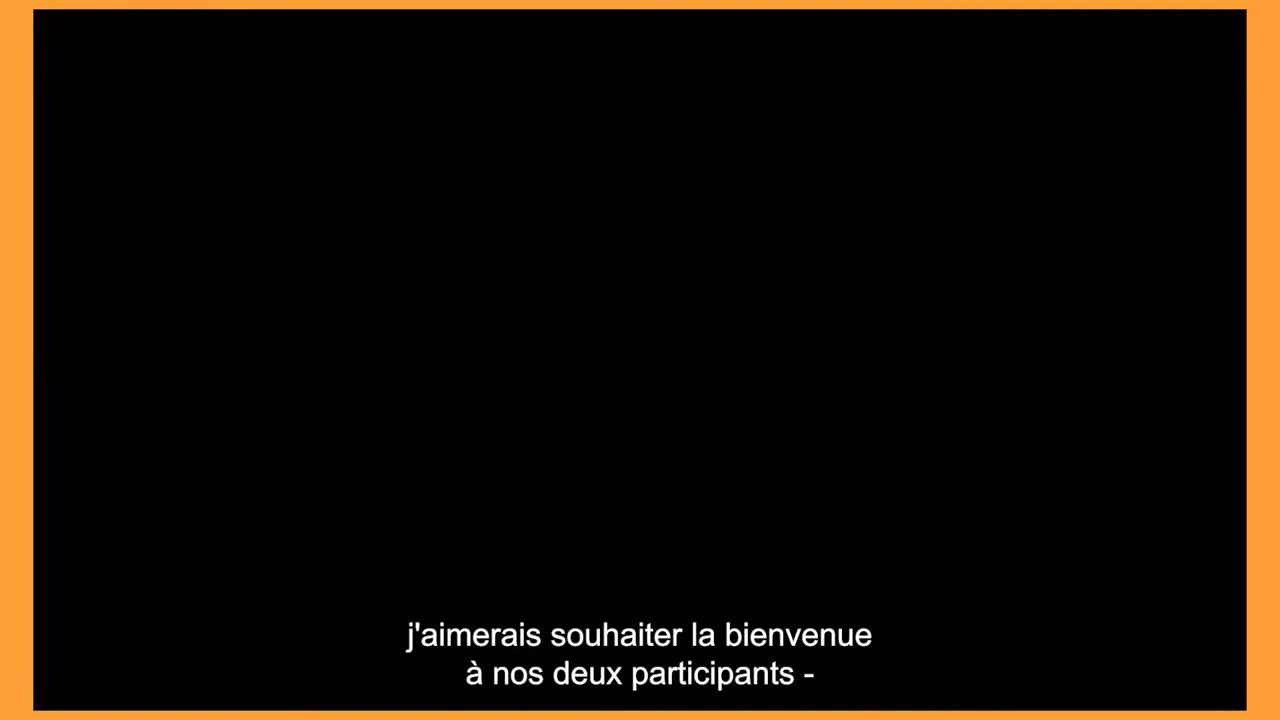 j'aimerais souhaiter la bienvenue
à nos deux participants -